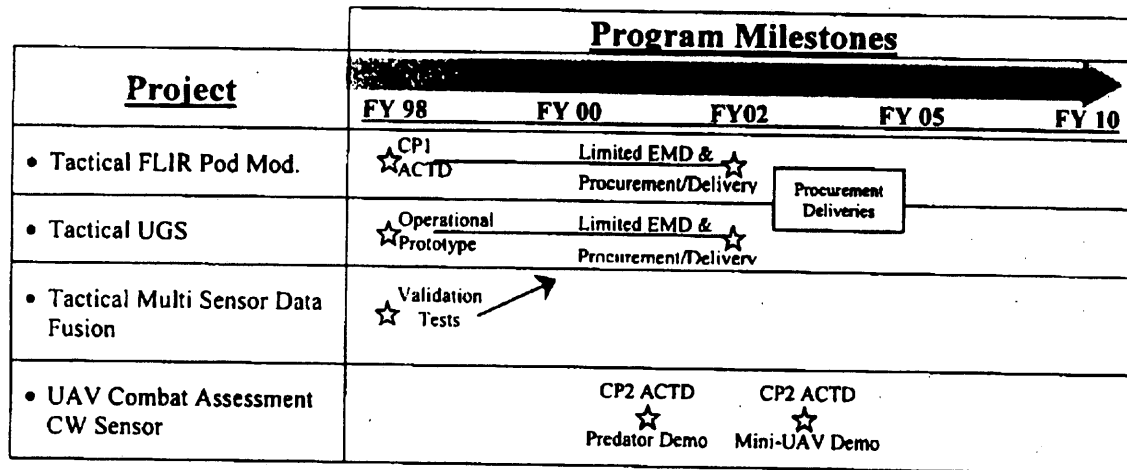 Program Milestones
Project
FY 98 FY 00 FY02 FY 05 FY 10
• Tactical FLIR Pod Mod.
CP1
ACTD
Limited EMD &
Procurement/Delivery
Procurement
Deliveries
• Tactical UGS
Operational
Prototype
Limited EMD &
Procurement/Delivery
• Tactical Multi Sensor Data
Fusion
Validation
Tests
• UAV Combat Assessment
CW Sensor
CP2 ACTD
Predator Demo
CP2 ACTD
Mini-UAV Demo